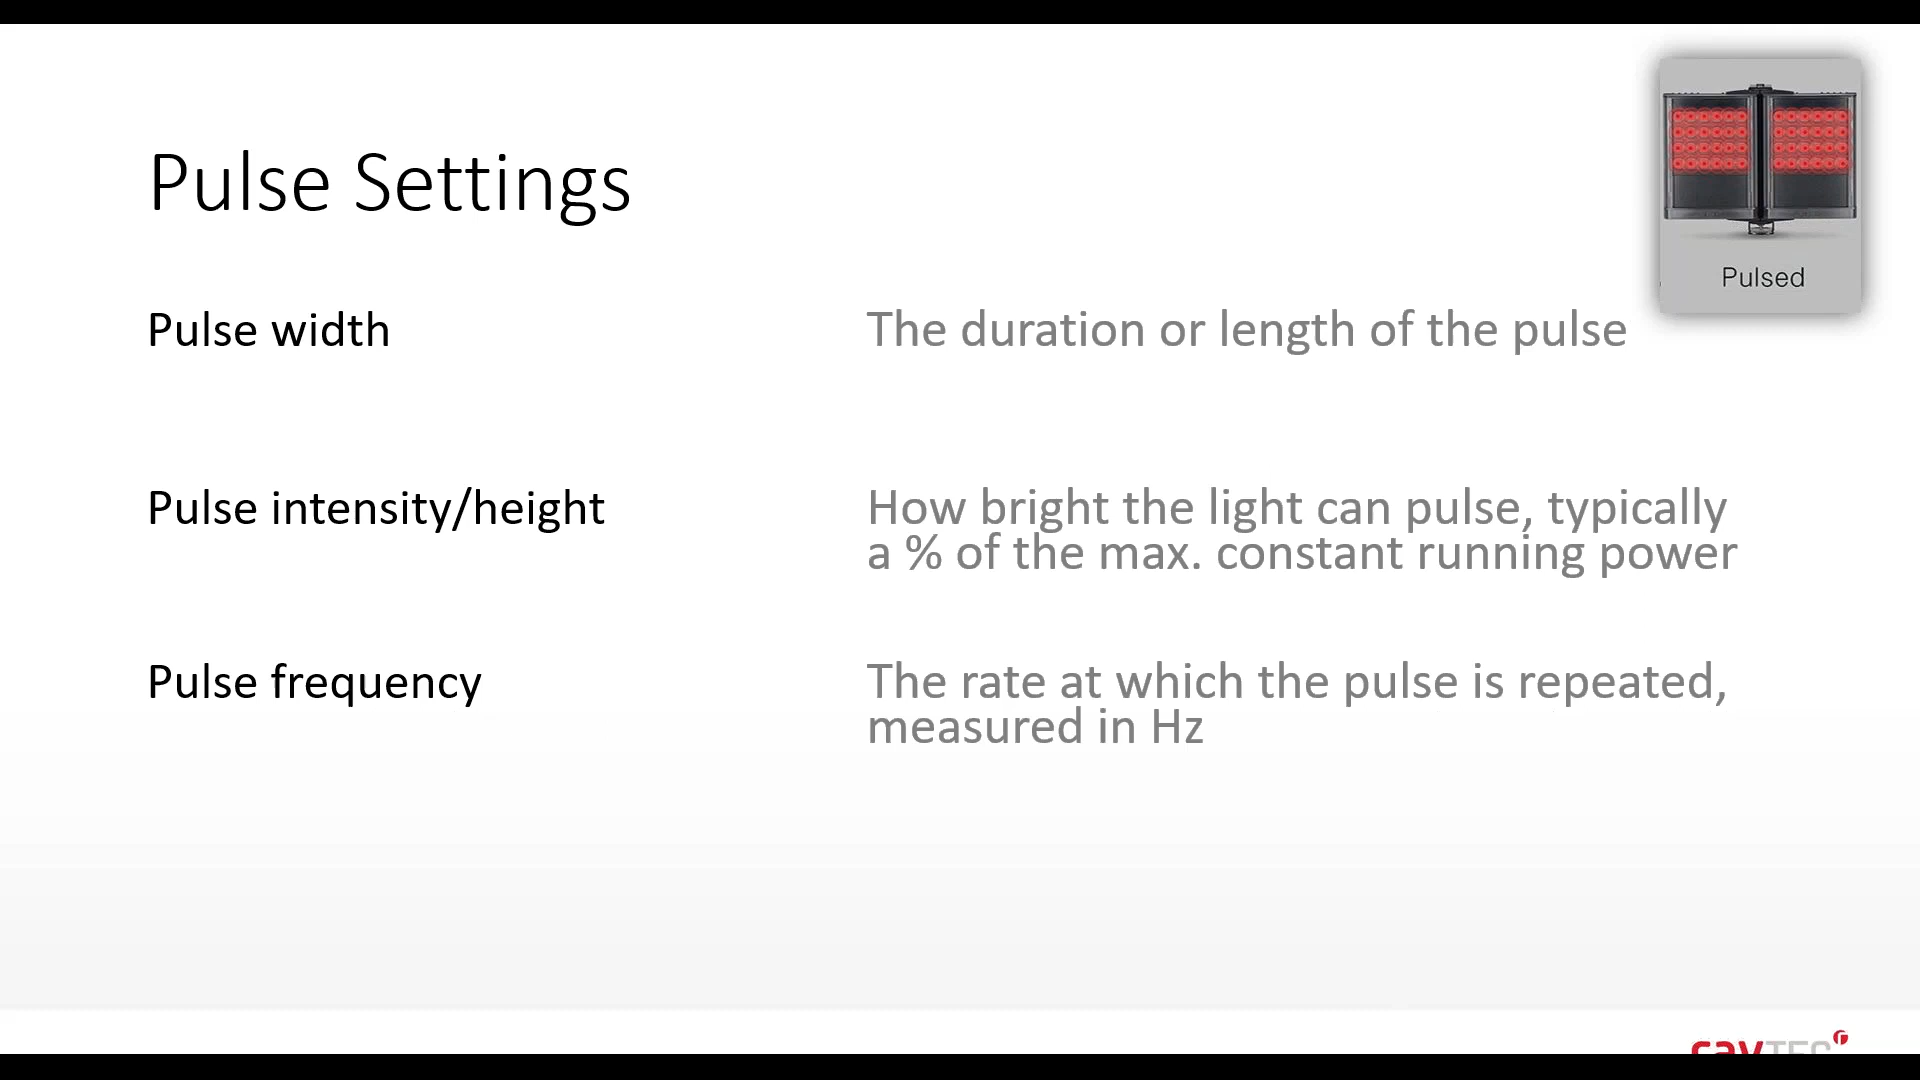 Pulse Settings
Pulsed
Pulse width
The duration or length of the pulse
Pulse intensity/height
How bright the light can pulse, typically
a % of the max. constant running power
Pulse frequency
The rate at which the pulse is repeated,
measured in Hz
rayTEC